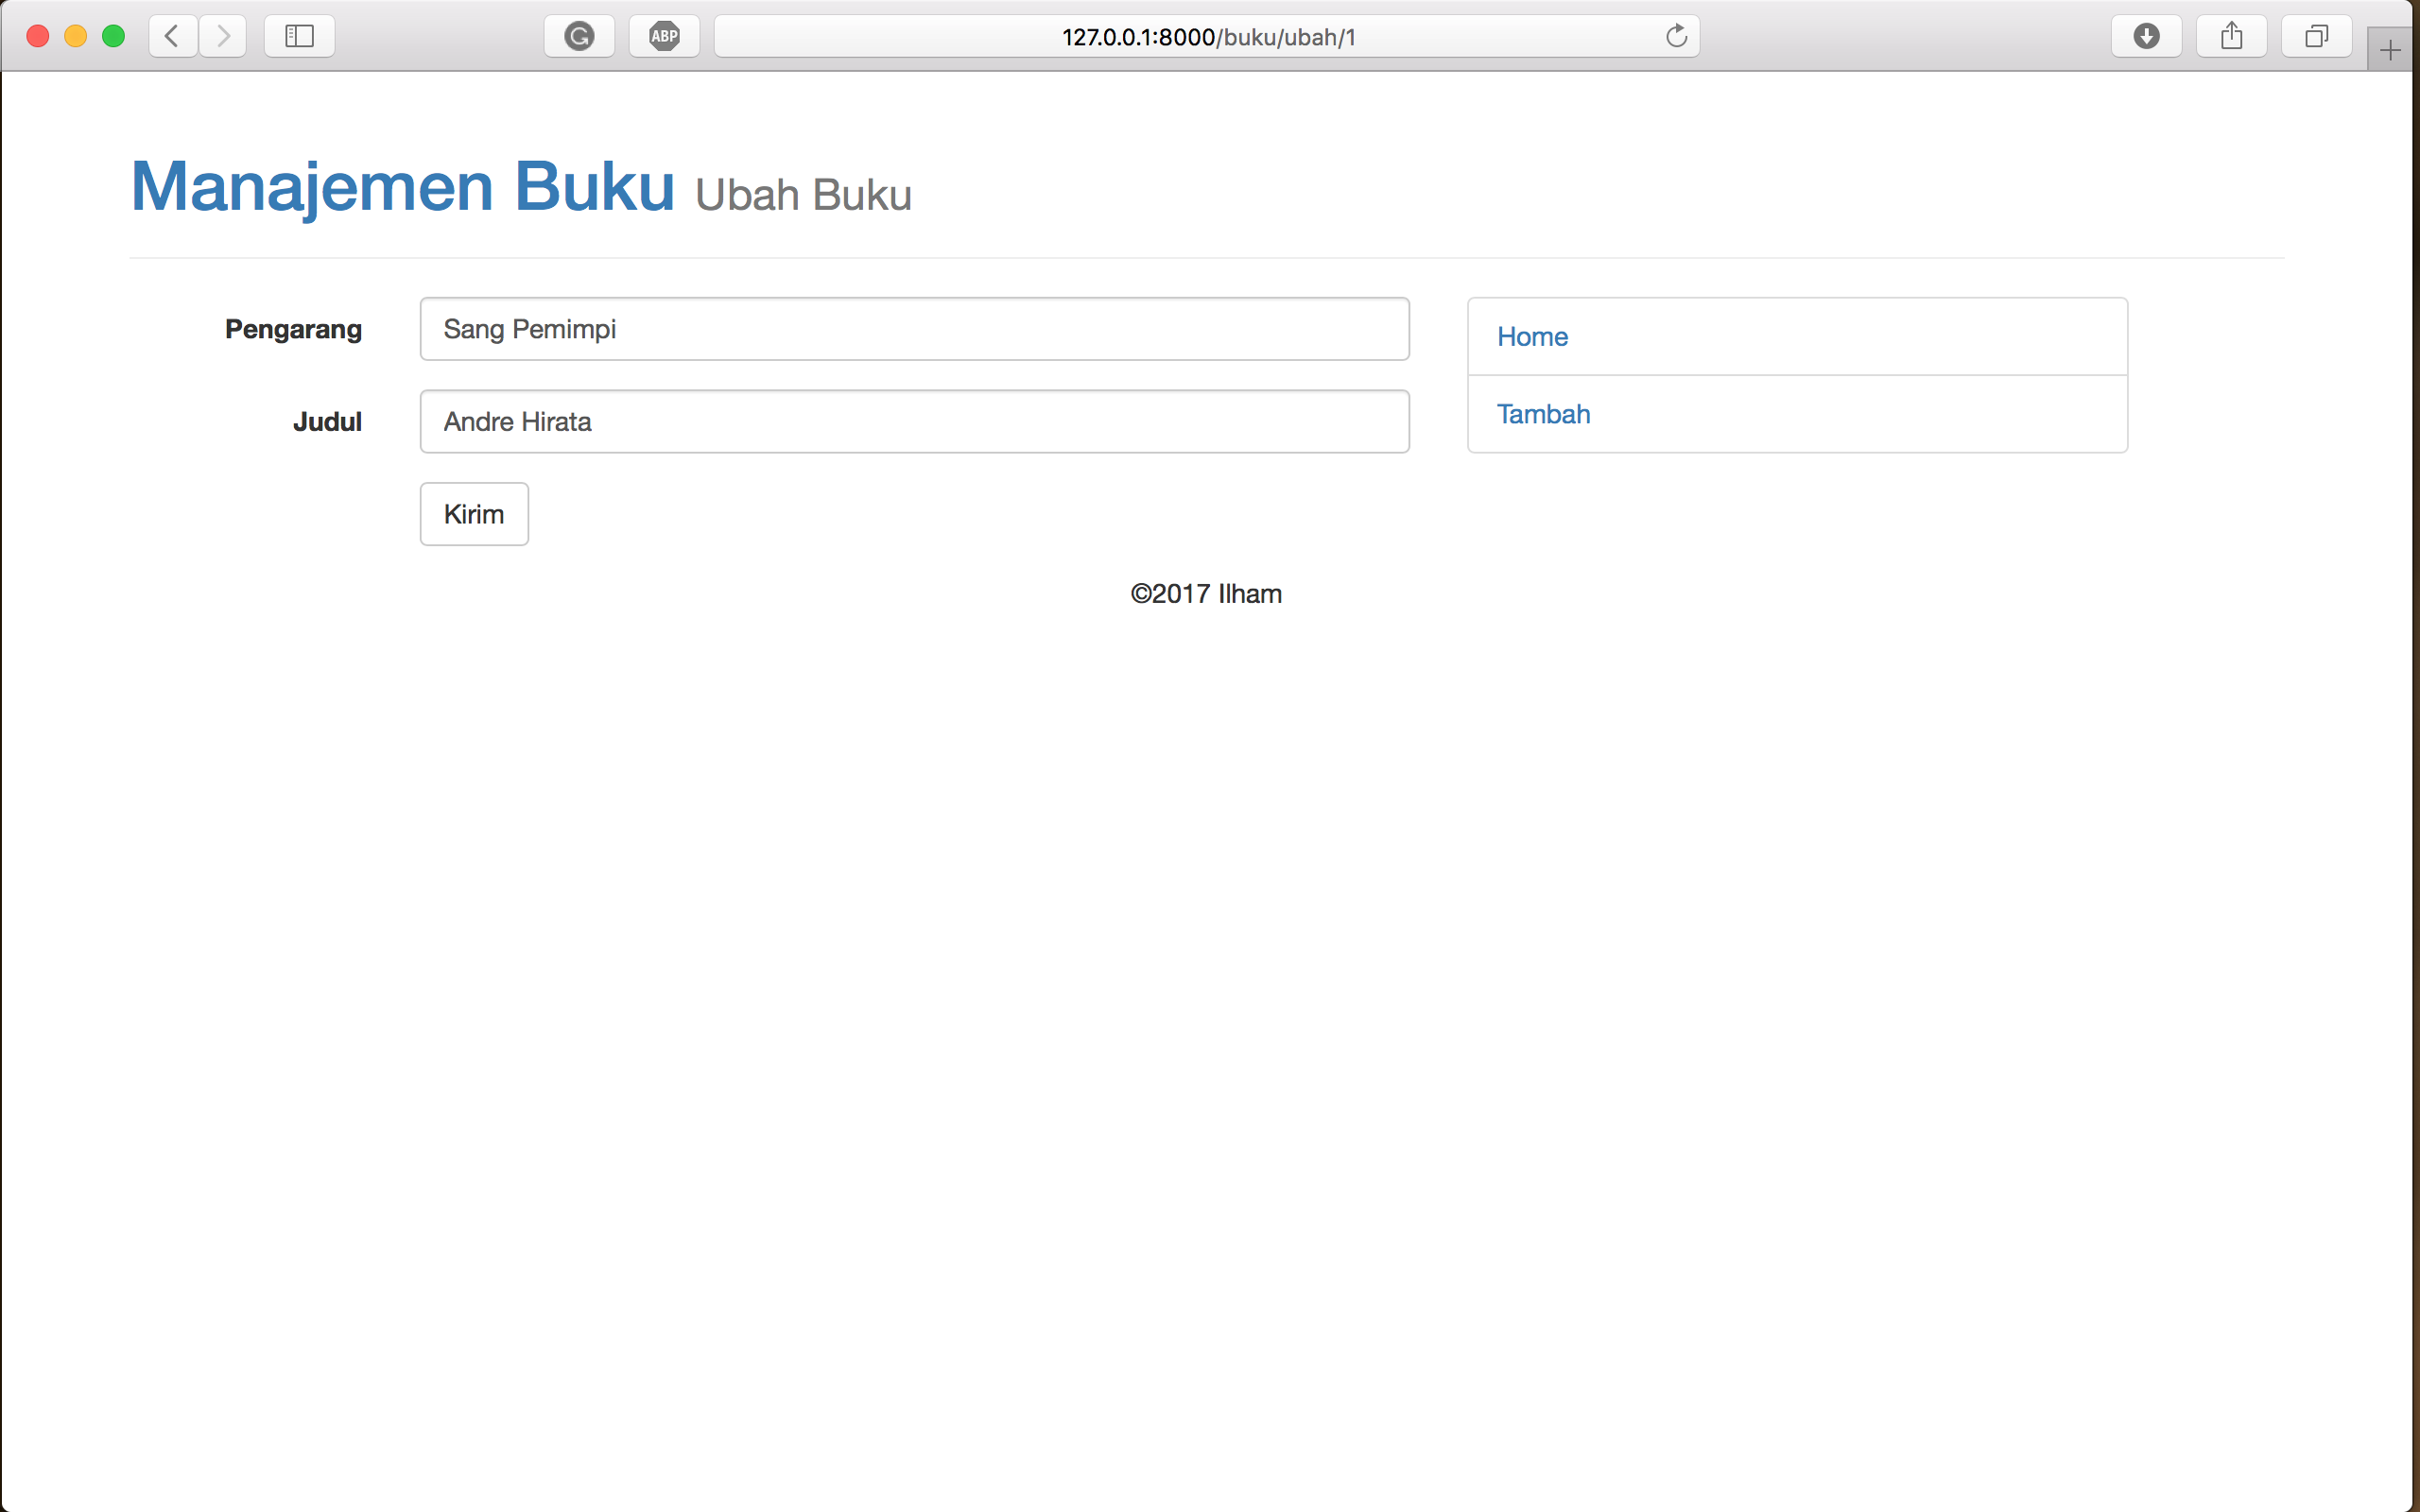 ABP
127.0.0.1:8000/buku/ubah/1
Manajemen Buku Ubah Buku
Pengarang Sang Pemimpi
Judul Andre Hirata
Kirim
Home
Tambah
©2017 Ilham